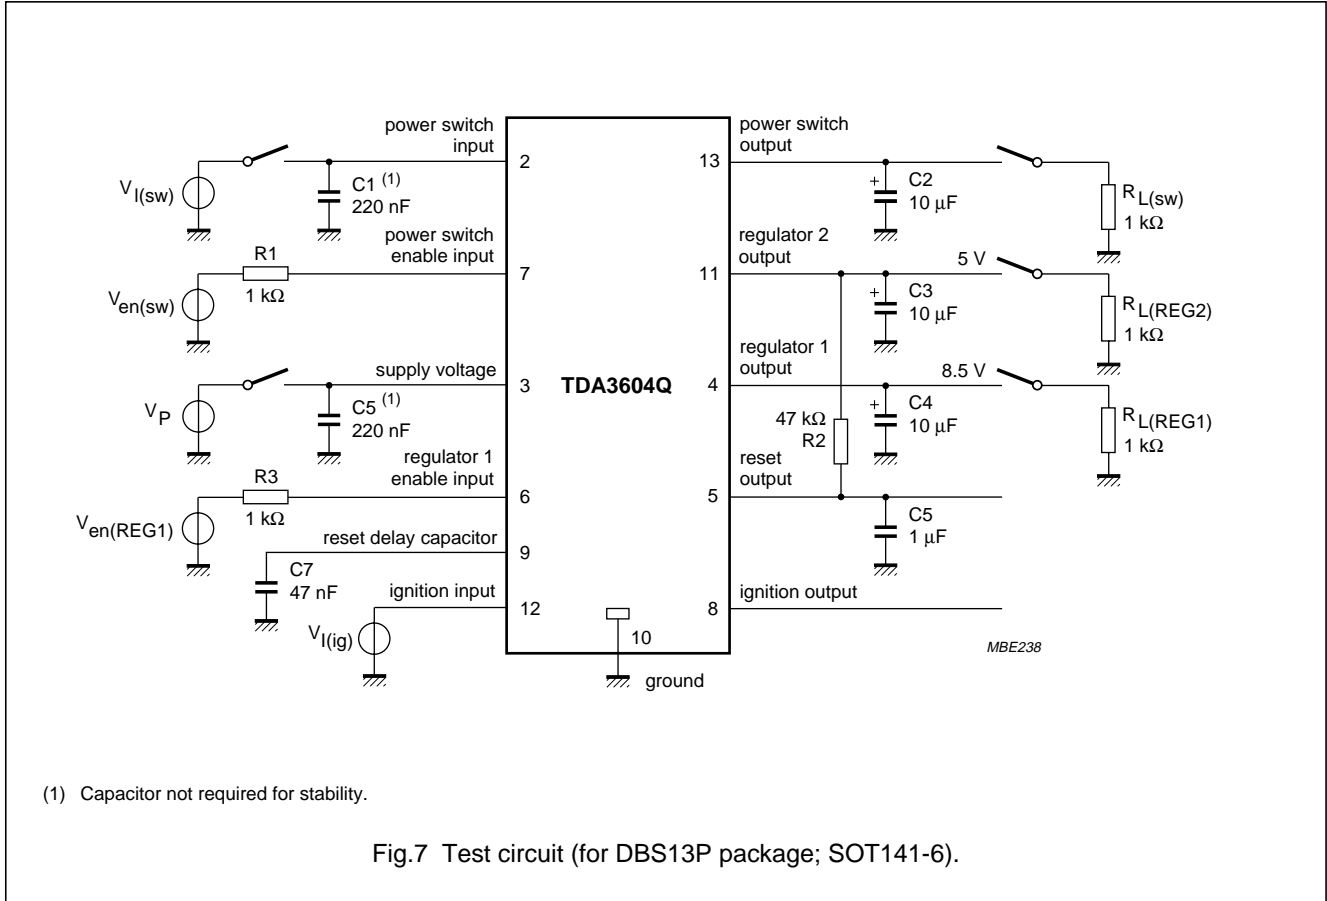 power switch
input
2
V I(sw)
C1 (1)
220 nF
power switch
enable input
R1
7
1 kΩ
V en(sw)
supply voltage
3
V P
C5 (1)
220 nF
regulator 1
enable input
R3
6
1 kΩ
V en(REG1)
reset delay capacitor
9
C7
47 nF
ignition input
12
V I(ig)
TDA3604Q
10
ground
power switch
output
13
C2
+
10 µF
R L(sw)
1 kΩ
regulator 2
output
5 V
11
C3
+
10 µF
R L(REG2)
1 kΩ
regulator 1
output
8.5 V
4
C4
+
10 µF
R L(REG1)
1 kΩ
47 kΩ
R2
reset
output
5
C5
1 µF
ignition output
8
MBE238
(1) Capacitor not required for stability.
Fig.7 Test circuit (for DBS13P package; SOT141-6).